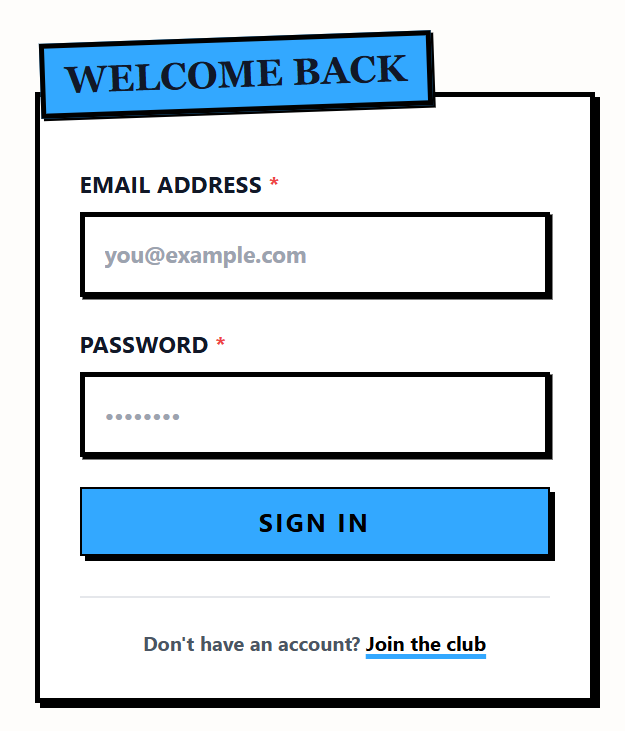 WELCOME BACK
EMAIL ADDRESS *
you@example.com
PASSWORD *
••••••••
SIGN IN
Don't have an account? Join the club